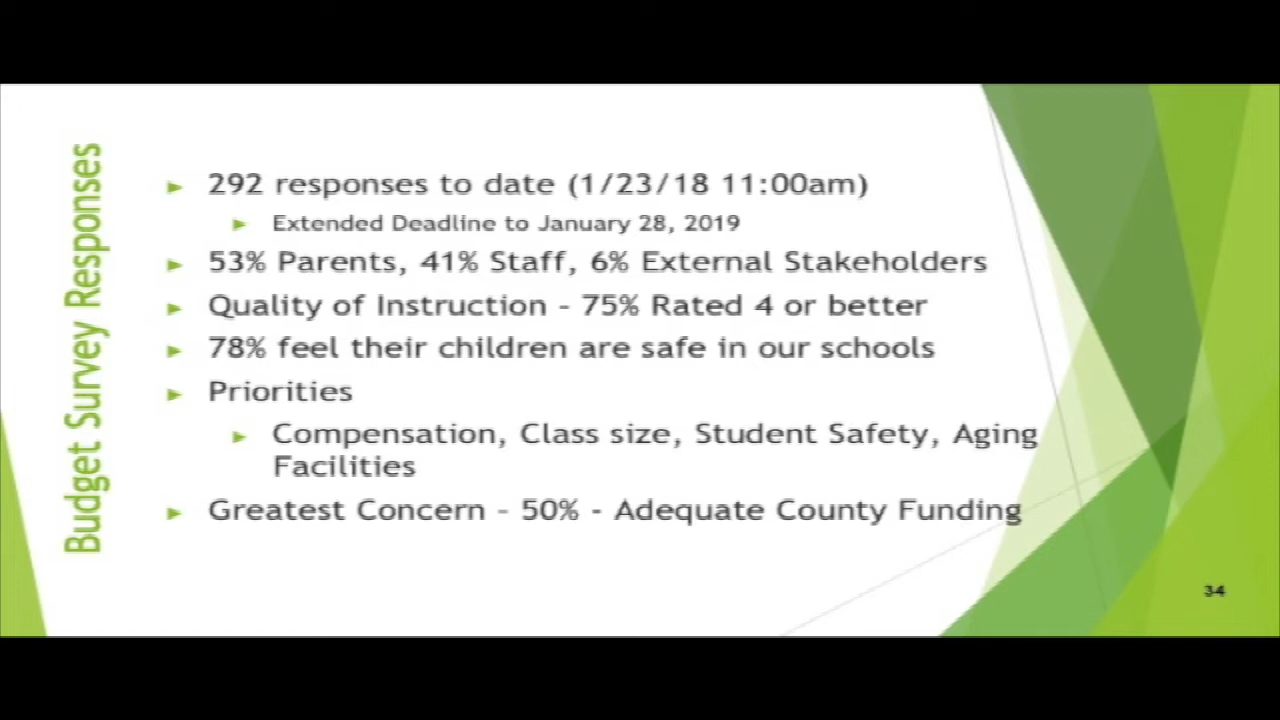 Budget Survey Responses
292 responses to date (1/23/18 11:00am)
Extended Deadline to January 28, 2019
53% Parents, 41% Staff, 6% External Stakeholders
Quality of Instruction – 75% Rated 4 or better
78% feel their children are safe in our schools
Priorities
Compensation, Class size, Student Safety, Aging
Facilities
Greatest Concern – 50% - Adequate County Funding
34